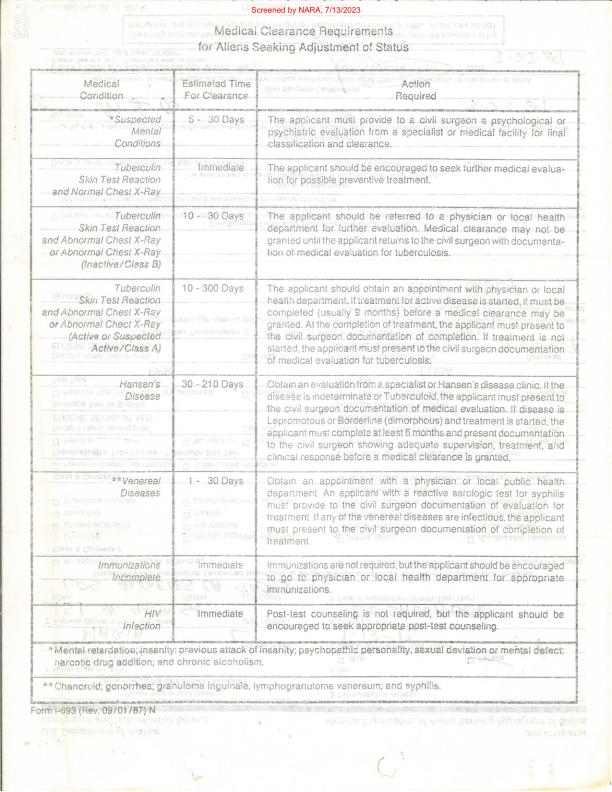 Screened by NARA, 7/13/2023
Medical Clearance Requirements
for Aliens Seeking Adjustment of Status
Medical
Condition
Estimated Time
For Clearance
Action
Required
*Suspected
Mental
Conditions
5 - 30 Days
The applicant must provide to a civil surgeon a psychological or
psychiatric evaluation from a specialist or medical facility for final
classification and clearance.
Tuberculin
Skin Test Reaction
and Normal Chest X-Ray
Immediate
The applicant should be encouraged to seek further medical evalua-
tion for possible preventive treatment.
Tuberculin
Skin Test Reaction
and Abnormal Chest X-Ray
or Abnormal Chest X-Ray
(Inactive/Class B)
10 - 30 Days
The applicant should be referred to a physician or local health
department for further evaluation. Medical clearance may not be
granted until the applicant returns to the civil surgeon with documenta-
tion of medical evaluation for tuberculosis.
Tuberculin
Skin Test Reaction
and Abnormal Chest X-Ray
or Abnormal Chest X-Ray
(Active or Suspected
Active/Class A)
10 - 300 Days
The applicant should obtain an appointment with physician or local
health department. If treatment for active disease is started, it must be
completed (usually 9 months) before a medical clearance may be
granted. At the completion of treatment, the applicant must present to
the civil surgeon documentation of completion. If treatment is not
started, the applicant must present to the civil surgeon documentation
of medical evaluation for tuberculosis.
Hansen's
Disease
30 - 210 Days
Obtain an evaluation from a specialist or Hansen's disease clinic. If the
disease is indeterminate or Tuberculoid, the applicant must present to
the civil surgeon documentation of medical evaluation. If disease is
Lepromotous or Borderline (dimorphous) and treatment is started, the
applicant must complete at least 6 months and present documentation
to the civil surgeon showing adequate supervision, treatment, and
clinical response before a medical clearance is granted.
**Venereal
Diseases
1 - 30 Days
Obtain an appointment with a physician or local public health
department. An applicant with a reactive serologic test for syphilis
must provide to the civil surgeon documentation of evaluation for
treatment. If any of the venereal diseases are infectious, the applicant
must present to the civil surgeon documentation of completion of
treatment.
Immunizations
Incomplete
Immediate
Immunizations are not required, but the applicant should be encouraged
to go to physician or local health department for appropriate
immunizations.
HIV
Infection
Immediate
Post-test counseling is not required, but the applicant should be
encouraged to seek appropriate post-test counseling.
*Mental retardation; insanity; previous attack of insanity; psychopathic personality, sexual deviation or mental defect;
narcotic drug addition; and chronic alcoholism.
**Chancroid; gonorrhea; granuloma inguinale; lymphogranuloma venereum; and syphilis.
Form I-693 (Rev. 09/01/87) N